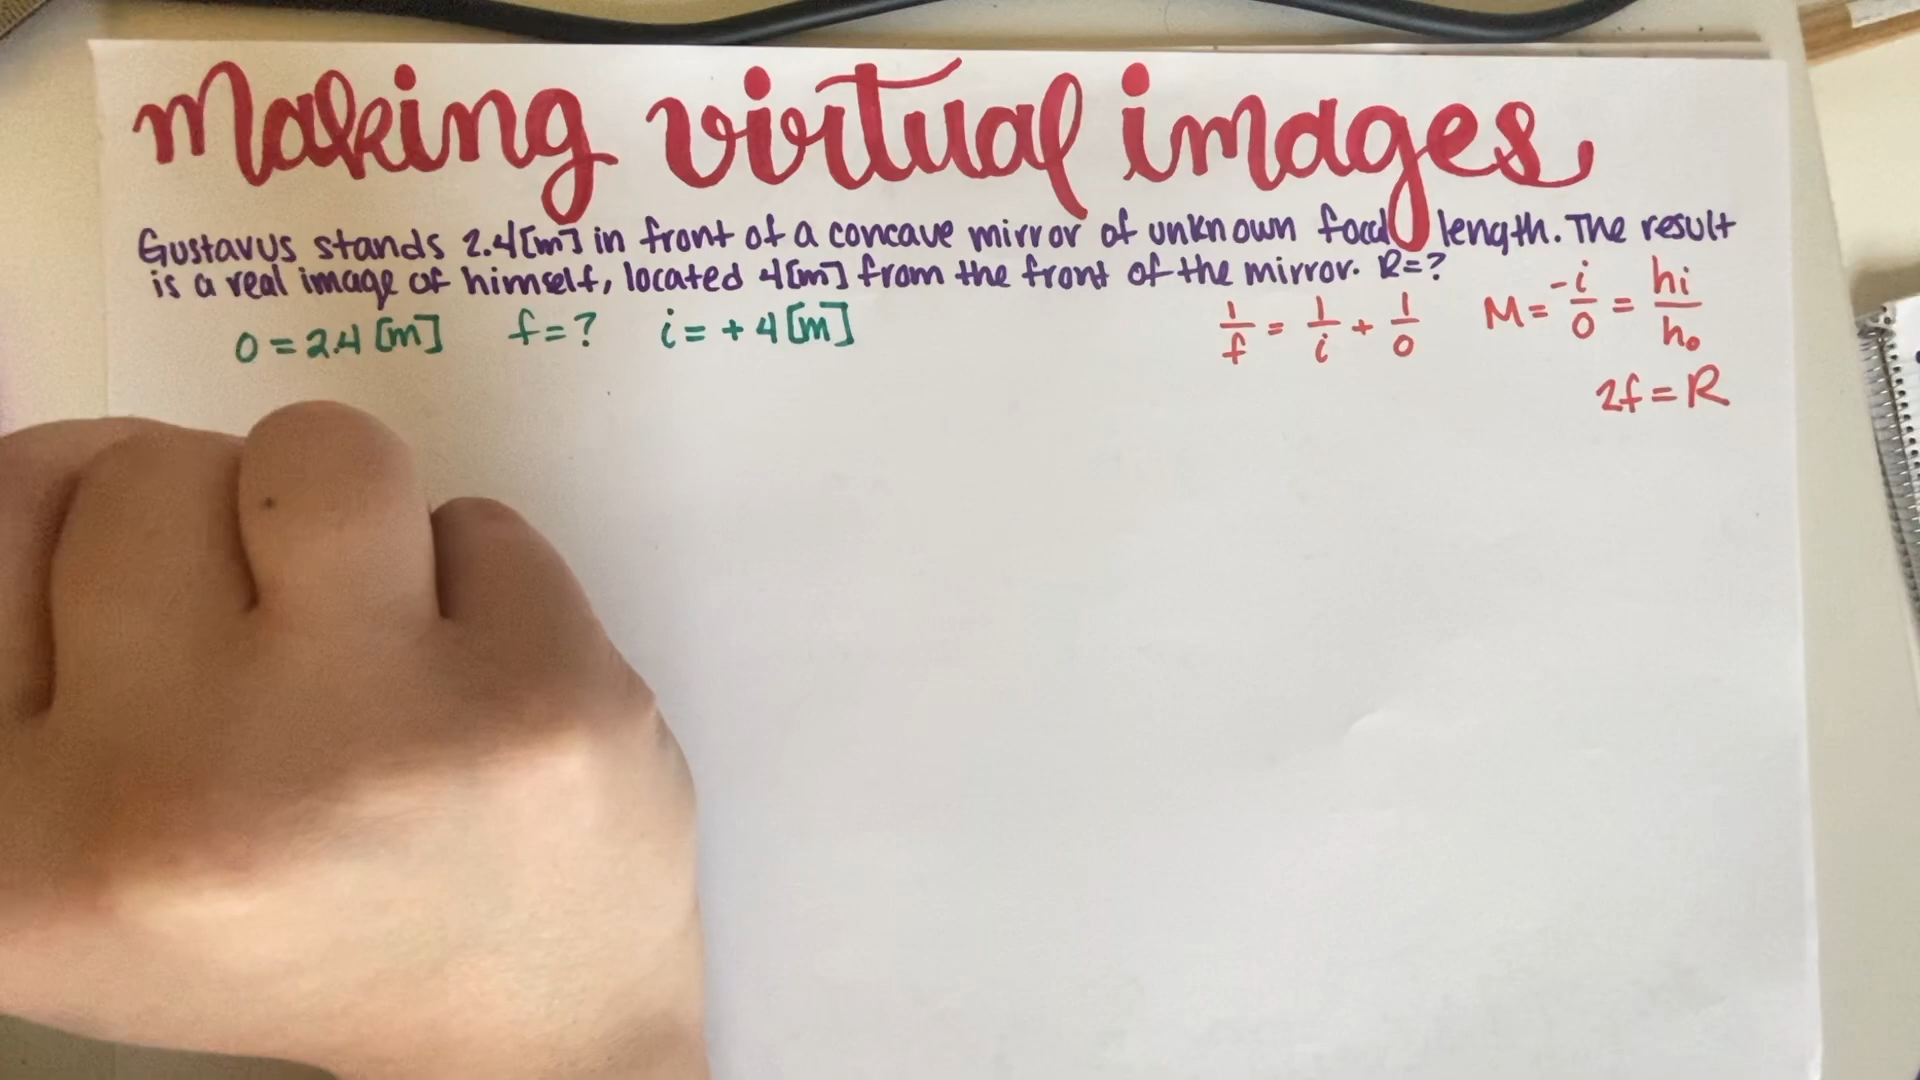 Making virtual images
Gustavus stands 2.4[m] in front of a concave mirror of unknown focal length. The result
is a real image of himself, located 4[m] from the front of the mirror. R=?
o = 2.4 [m] f = ? i = + 4 [m]
1/f = 1/i + 1/o M = -i/o = hi/ho
2f = R